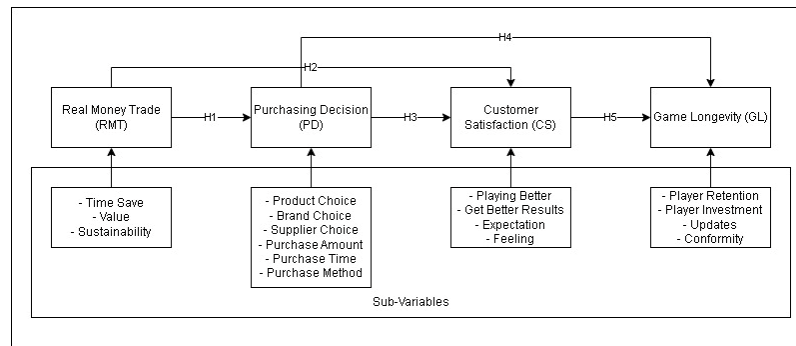 H4
H2
Real Money Trade
(RMT)
H1
Purchasing Decision
(PD)
H3
Customer
Satisfaction (CS)
H5
Game Longevity (GL)
- Time Save
- Value
- Sustainability
- Product Choice
- Brand Choice
- Supplier Choice
- Purchase Amount
- Purchase Time
- Purchase Method
- Playing Better
- Get Better Results
- Expectation
- Feeling
- Player Retention
- Player Investment
- Updates
- Conformity
Sub-Variables